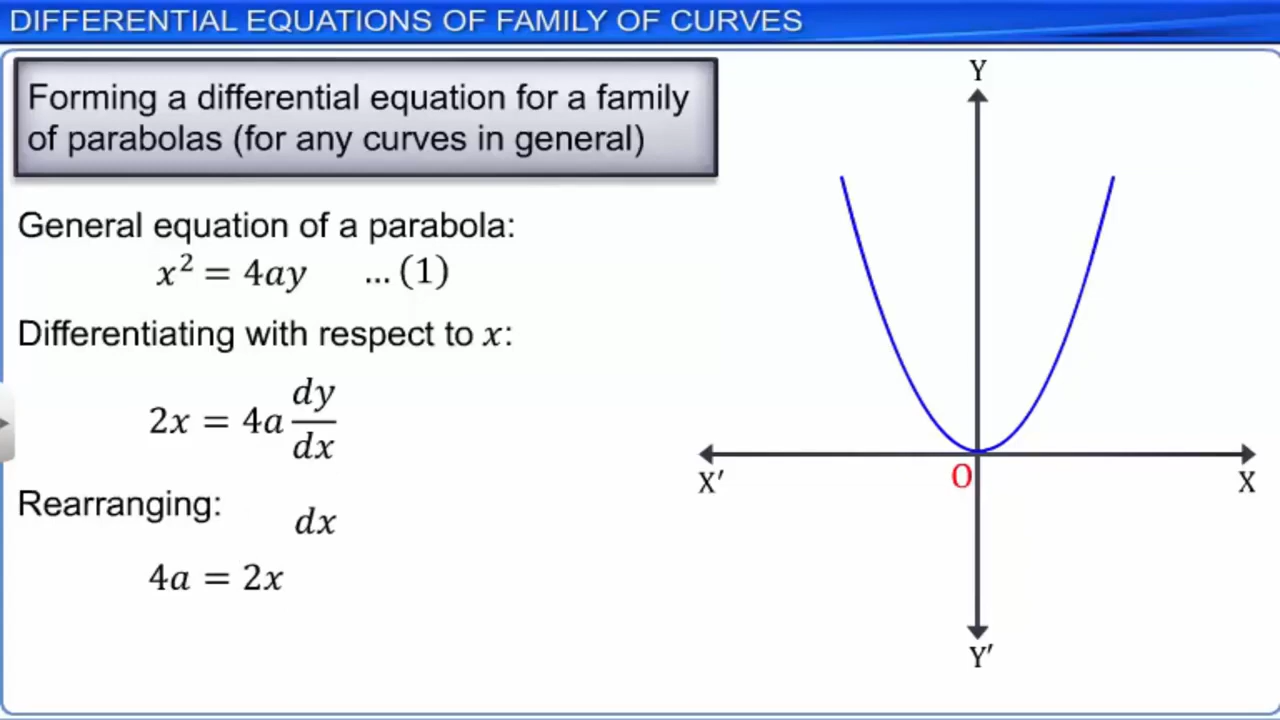 DIFFERENTIAL EQUATIONS OF FAMILY OF CURVES
Forming a differential equation for a family
of parabolas (for any curves in general)
General equation of a parabola:
x² = 4ay ... (1)
Differentiating with respect to x:
2x = 4a dy/dx
Rearranging:
dx
4a = 2x
Y
X′
O
X
Y′